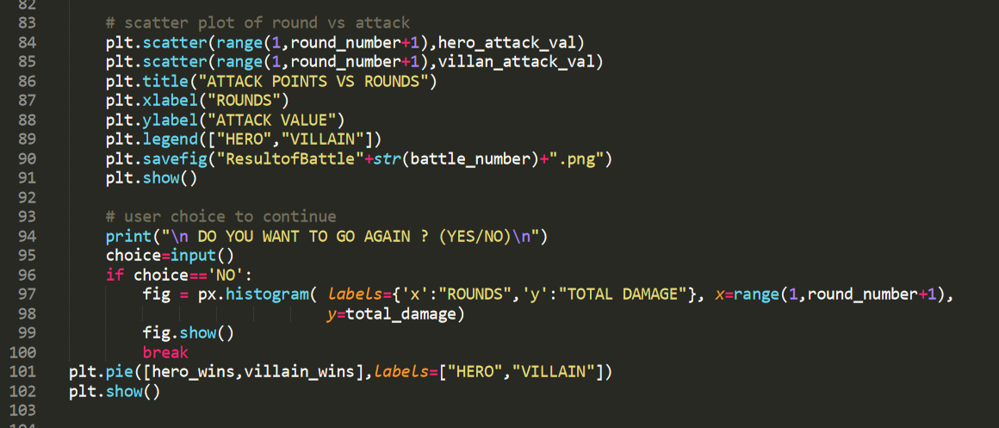 82
83 # scatter plot of round vs attack
84 plt.scatter(range(1,round_number+1),hero_attack_val)
85 plt.scatter(range(1,round_number+1),villan_attack_val)
86 plt.title("ATTACK POINTS VS ROUNDS")
87 plt.xlabel("ROUNDS")
88 plt.ylabel("ATTACK VALUE")
89 plt.legend(["HERO","VILLAIN"])
90 plt.savefig("ResultofBattle"+str(battle_number)+".png")
91 plt.show()
92
93 # user choice to continue
94 print("\n DO YOU WANT TO GO AGAIN ? (YES/NO)\n")
95 choice=input()
96 if choice=='NO':
97 fig = px.histogram( labels={'x':"ROUNDS",'y':"TOTAL DAMAGE"}, x=range(1,round_number+1),
98 y=total_damage)
99 fig.show()
100 break
101 plt.pie([hero_wins,villain_wins],labels=["HERO","VILLAIN"])
102 plt.show()
103
104